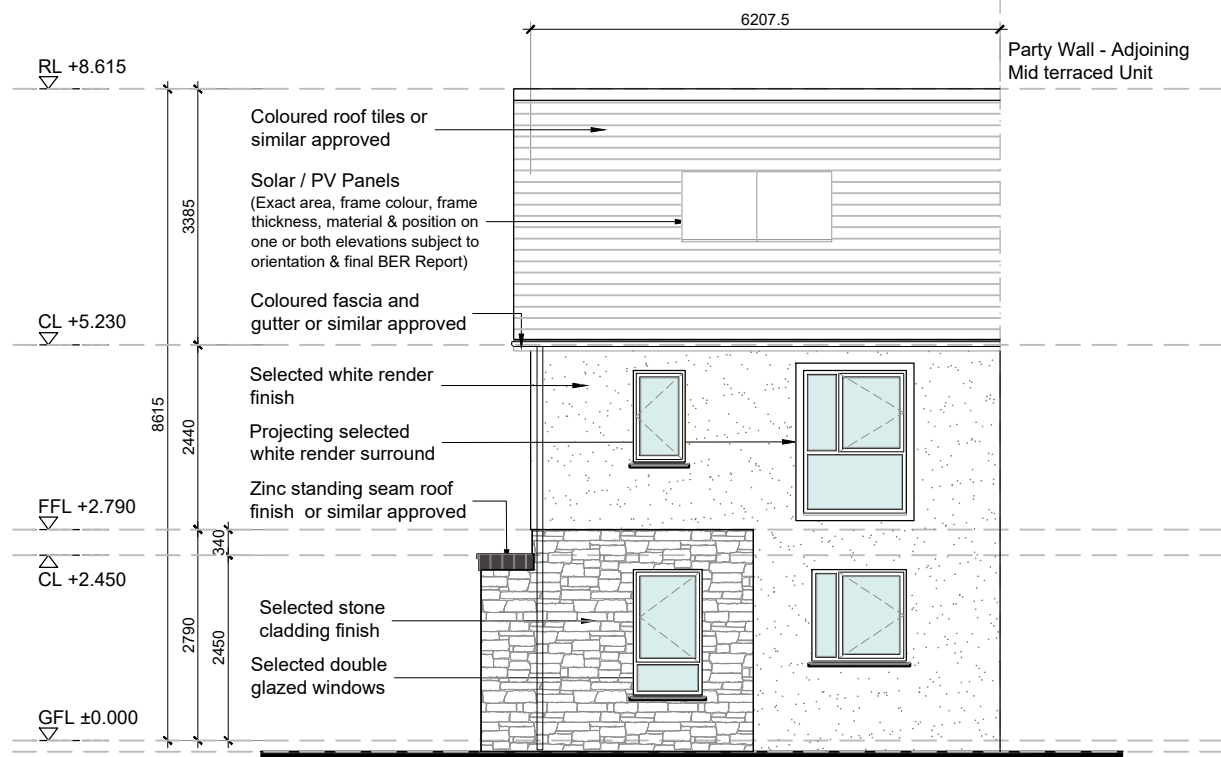 6207.5
Party Wall - Adjoining
Mid terraced Unit
RL +8.615
Coloured roof tiles or
similar approved
Solar / PV Panels
(Exact area, frame colour, frame
thickness, material & position on
one or both elevations subject to
orientation & final BER Report)
3385
Coloured fascia and
gutter or similar approved
CL +5.230
Selected white render
finish
8615
2440
Projecting selected
white render surround
Zinc standing seam roof
finish or similar approved
FFL +2.790
340
CL +2.450
Selected stone
cladding finish
2790
2450
Selected double
glazed windows
GFL ±0.000